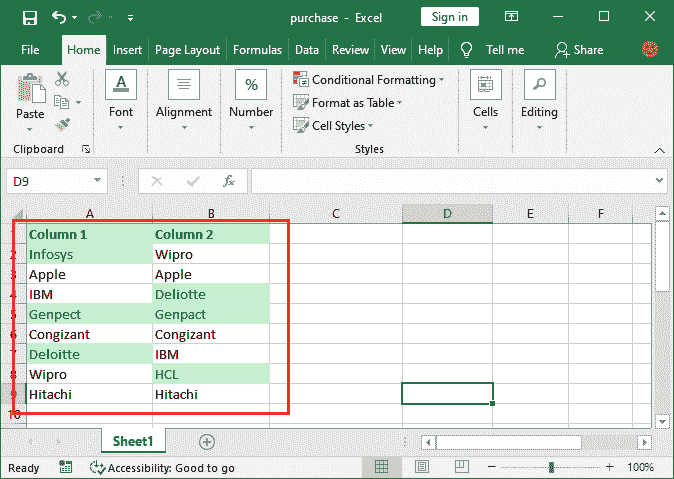 purchase - Excel Sign in
File Home Insert Page Layout Formulas Data Review View Help Tell me Share
Paste Font Alignment Number Conditional Formatting Format as Table Cell Styles Cells Editing
Clipboard Styles
D9 fx
A B C D E F
Column 1 Column 2
2 Infosys Wipro
3 Apple Apple
4 IBM Deliotte
5 Genpect Genpact
6 Congizant Congizant
7 Deloitte IBM
8 Wipro HCL
9 Hitachi Hitachi
10
Sheet1
Ready Accessibility: Good to go 100%